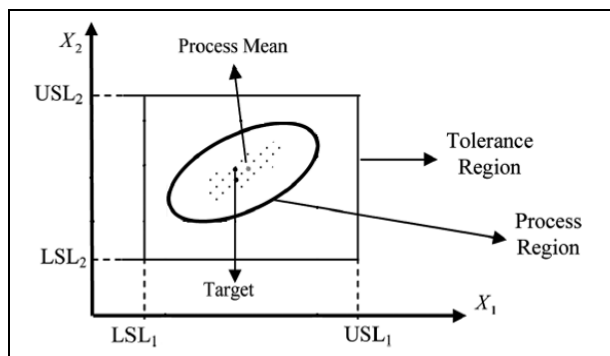 X₂
Process Mean
USL₂
Tolerance
Region
Process
Region
LSL₂
Target
X₁
LSL₁
USL₁